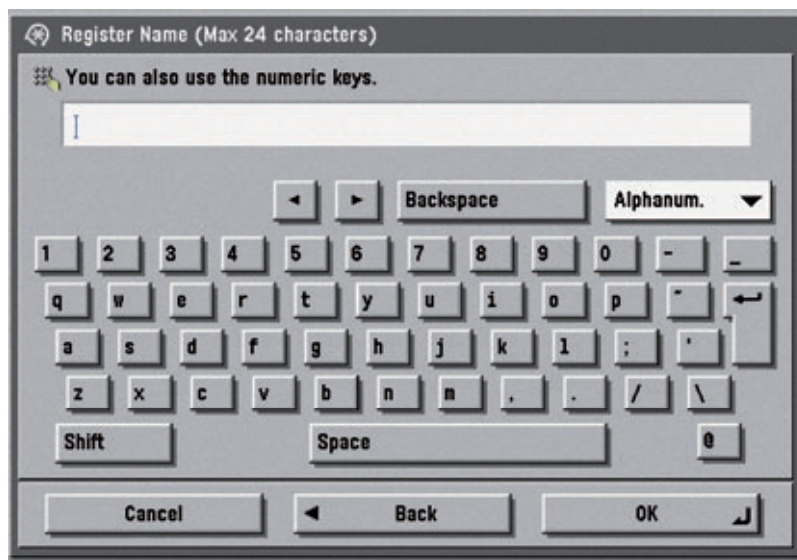 Register Name (Max 24 characters)
You can also use the numeric keys.
◄ ► Backspace Alphanum. ▼
1 2 3 4 5 6 7 8 9 0 - _
q w e r t y u i o p ~
a s d f g h j k l ; '
z x c v b n m , . / \
Shift Space @
Cancel ◄ Back OK